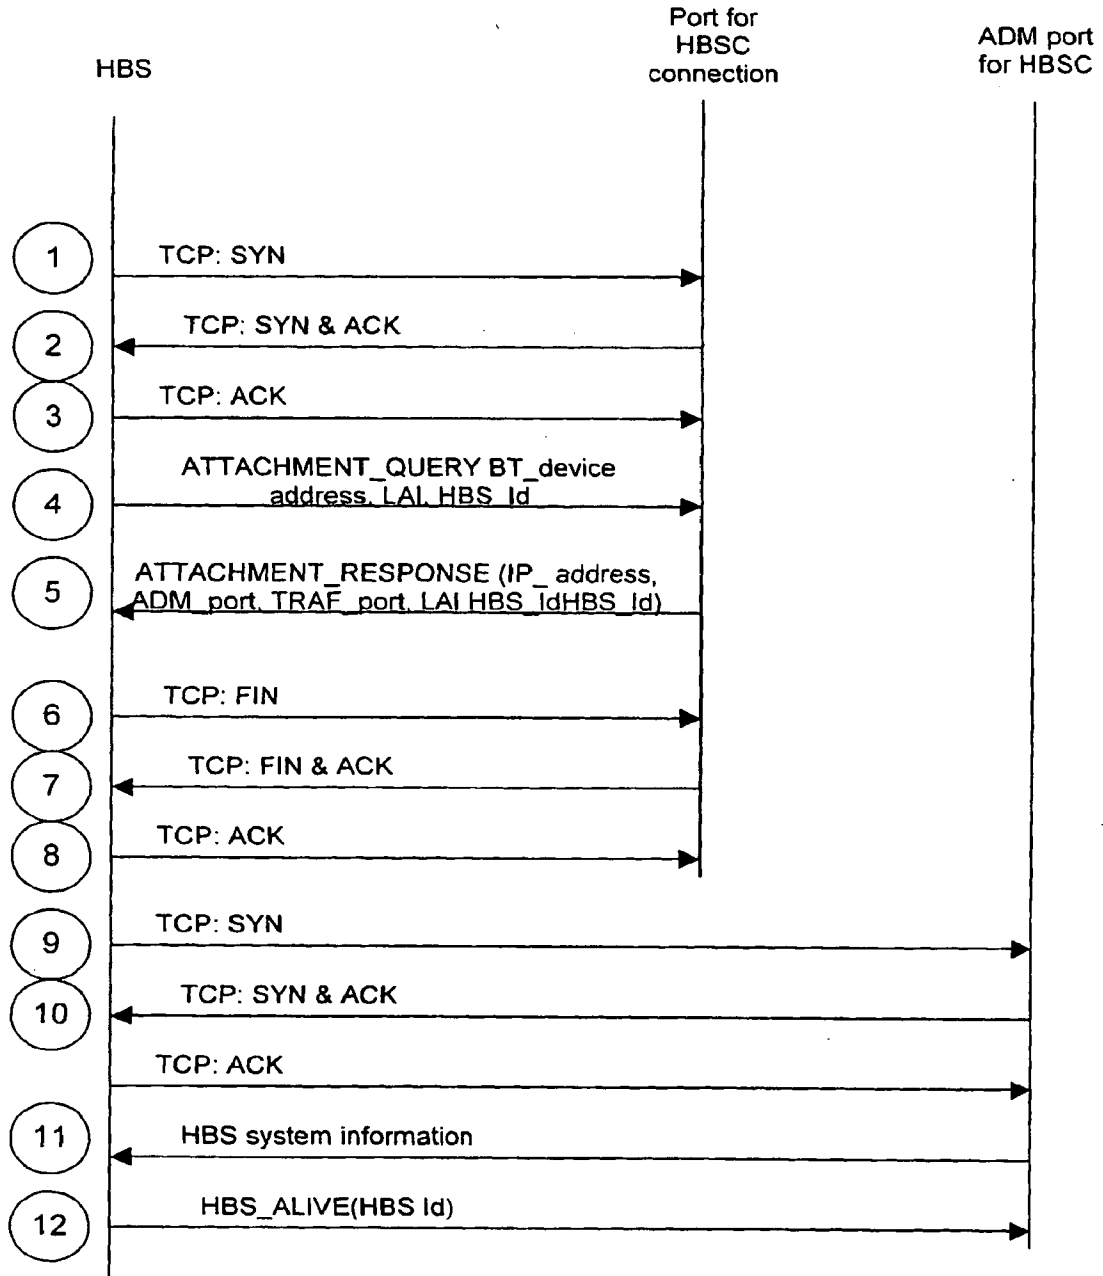 HBS
Port for
HBSC
connection
ADM port
for HBSC
1
TCP: SYN
2
TCP: SYN & ACK
3
TCP: ACK
4
ATTACHMENT_QUERY BT_device
address, LAI, HBS_Id
5
ATTACHMENT_RESPONSE (IP_ address,
ADM_port, TRAF_port, LAI HBS_IdHBS_Id)
6
TCP: FIN
7
TCP: FIN & ACK
8
TCP: ACK
9
TCP: SYN
10
TCP: SYN & ACK
TCP: ACK
11
HBS system information
12
HBS_ALIVE(HBS Id)